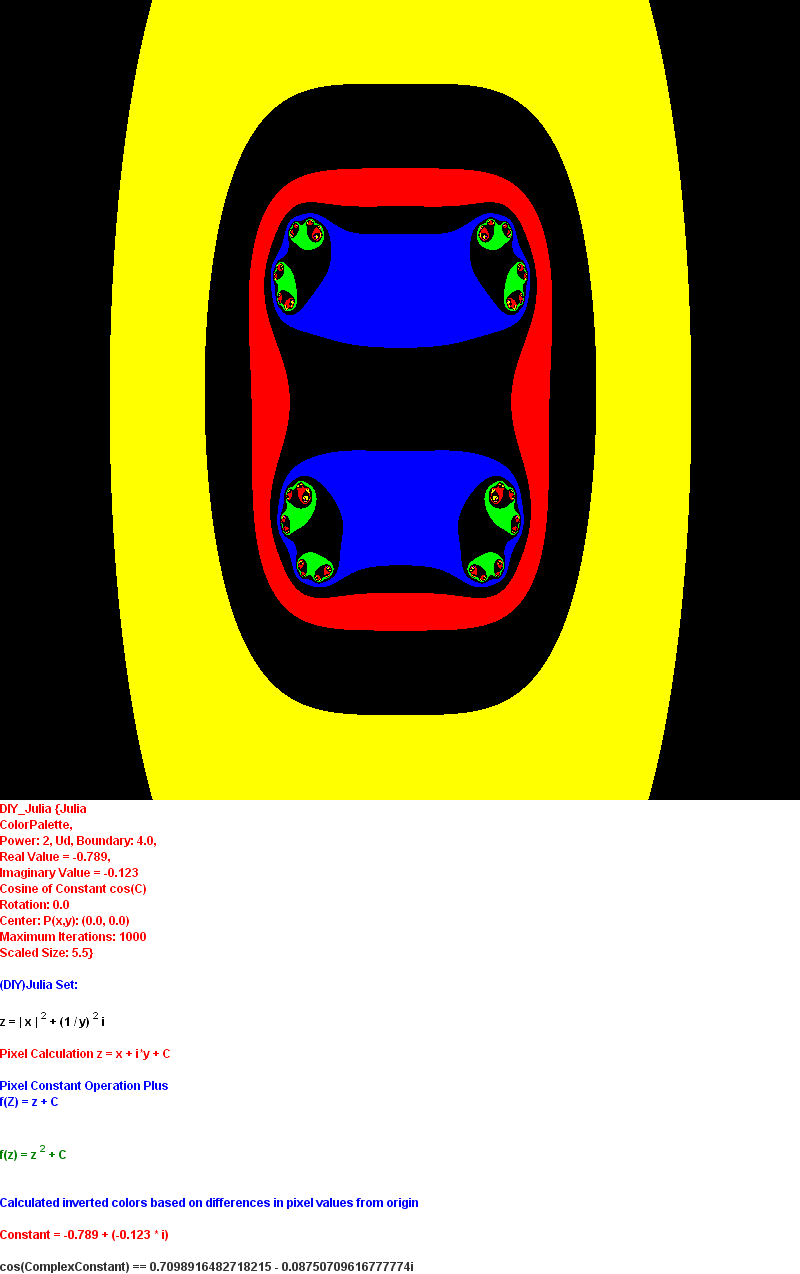 DIY_Julia {Julia
ColorPalette,
Power: 2, Ud, Boundary: 4.0,
Real Value = -0.789,
Imaginary Value = -0.123
Cosine of Constant cos(C)
Rotation: 0.0
Center: P(x,y): (0.0, 0.0)
Maximum Iterations: 1000
Scaled Size: 5.5}
(DIY)Julia Set:
z = | x | ² + (1 / y) ² i
Pixel Calculation z = x + i*y + C
Pixel Constant Operation Plus
f(Z) = z + C
f(z) = z ² + C
Calculated inverted colors based on differences in pixel values from origin
Constant = -0.789 + (-0.123 * i)
cos(ComplexConstant) == 0.7098916482718215 - 0.08750709616777774i